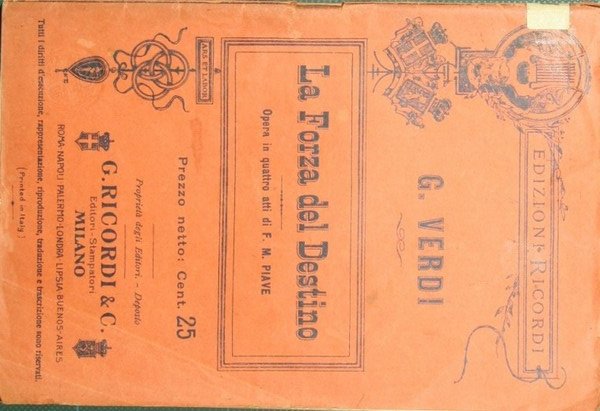 EDIZIONI RICORDI
G. VERDI
La Forza del Destino
Opera in quattro atti di F. M. PIAVE
ARS ET LABOR
Prezzo netto: Cent. 25
Proprietà degli Editori. - Deposto
G. RICORDI & C.
Editori-Stampatori
MILANO
ROMA-NAPOLI-PALERMO-LONDRA-LIPSIA-BUENOS-AIRES
Tutti i diritti d'esecuzione, rappresentazione, riproduzione, traduzione e trascrizione sono riservati.
(Printed in Italy)